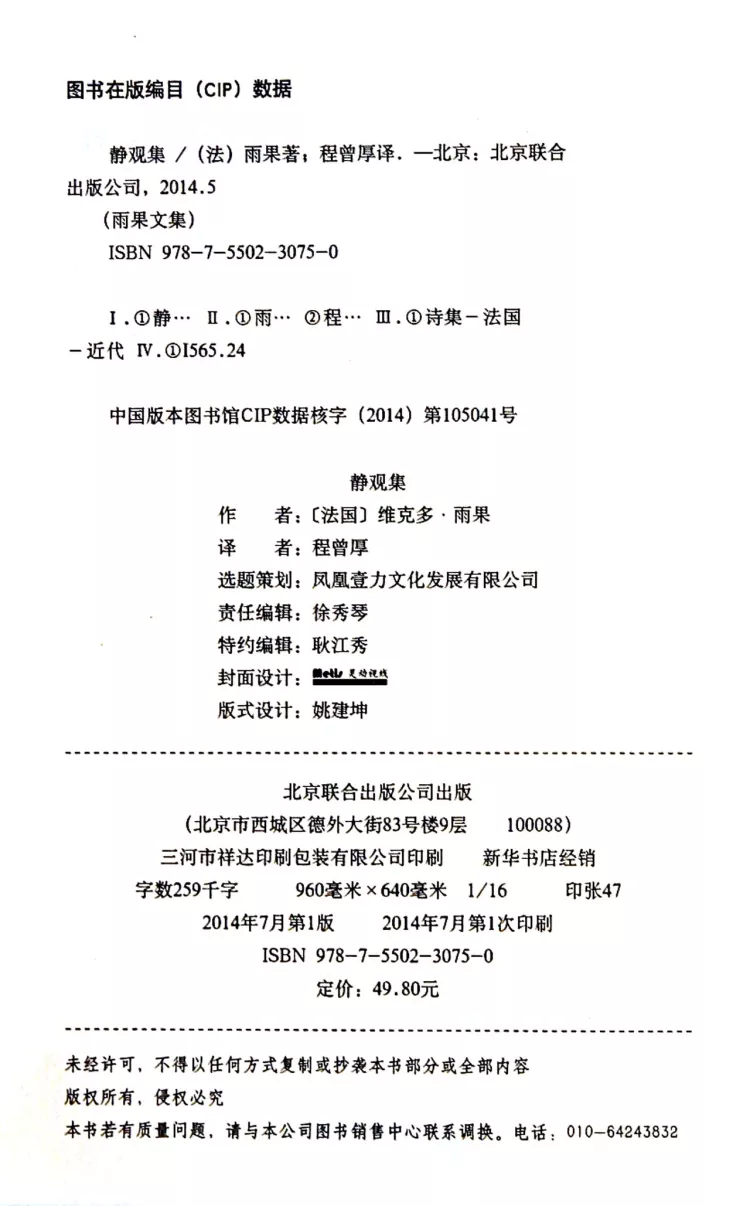 图书在版编目（CIP）数据
静观集 /（法）雨果著；程曾厚译. —北京：北京联合
出版公司，2014.5
（雨果文集）
ISBN 978-7-5502-3075-0
Ⅰ.①静… Ⅱ.①雨… ②程… Ⅲ.①诗集－法国
－近代 Ⅳ.①I565.24
中国版本图书馆CIP数据核字（2014）第105041号
静观集
作　　者：〔法国〕维克多·雨果
译　　者：程曾厚
选题策划：凤凰壹力文化发展有限公司
责任编辑：徐秀琴
特约编辑：耿江秀
封面设计：灵动视线
版式设计：姚建坤
北京联合出版公司出版
（北京市西城区德外大街83号楼9层　　100088）
三河市祥达印刷包装有限公司印刷　　新华书店经销
字数259千字　　960毫米×640毫米　1/16　　印张47
2014年7月第1版　　2014年7月第1次印刷
ISBN 978-7-5502-3075-0
定价：49.80元
未经许可，不得以任何方式复制或抄袭本书部分或全部内容
版权所有，侵权必究
本书若有质量问题，请与本公司图书销售中心联系调换。电话：010-64243832